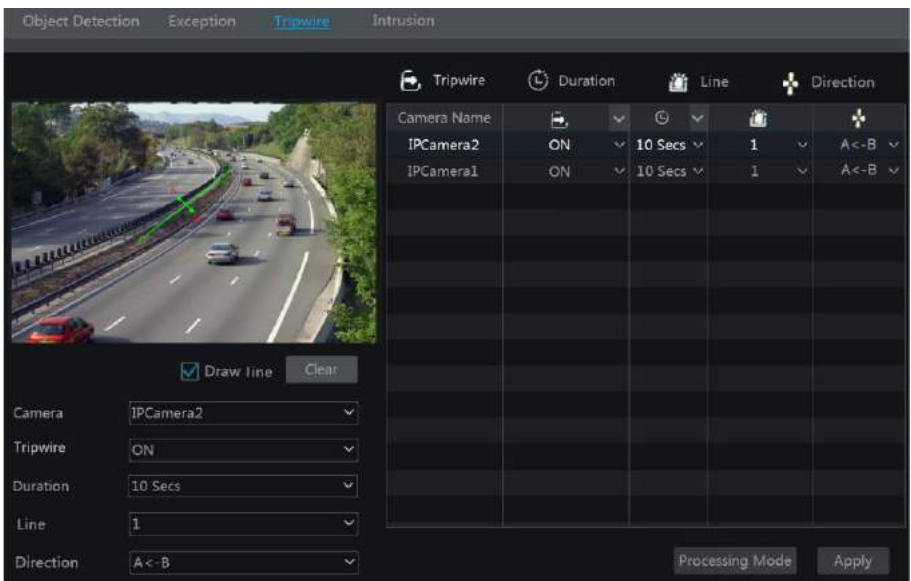 Object Detection Exception Tripwire Intrusion
Tripwire Duration Line Direction
Camera Name
IPCamera2 ON 10 Secs 1 A<-B
IPCamera1 ON 10 Secs 1 A<-B
A
Draw line Clear
Camera IPCamera2
Tripwire ON
Duration 10 Secs
Line 1
Direction A<-B
Processing Mode Apply